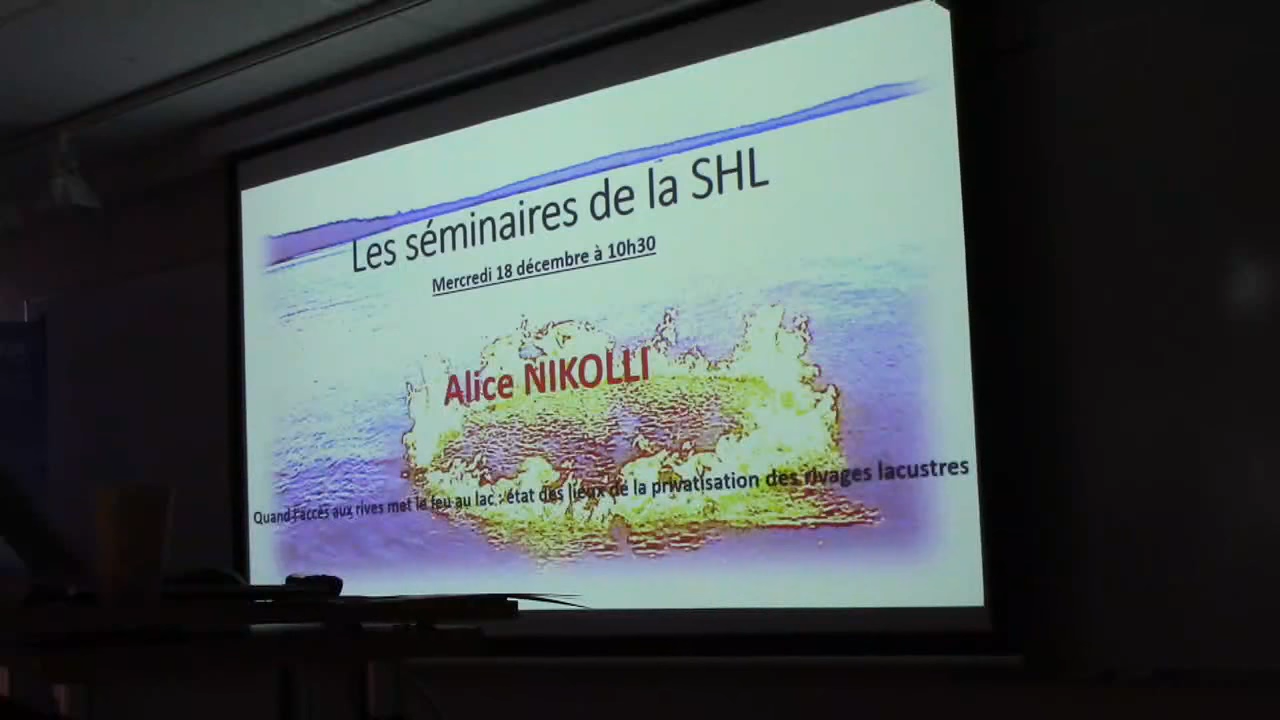 Les séminaires de la SHL
Mercredi 18 décembre à 10h30
Alice NIKOLLI
Quand l'accès aux rives met le feu au lac : état des lieux de la privatisation des rivages lacustres